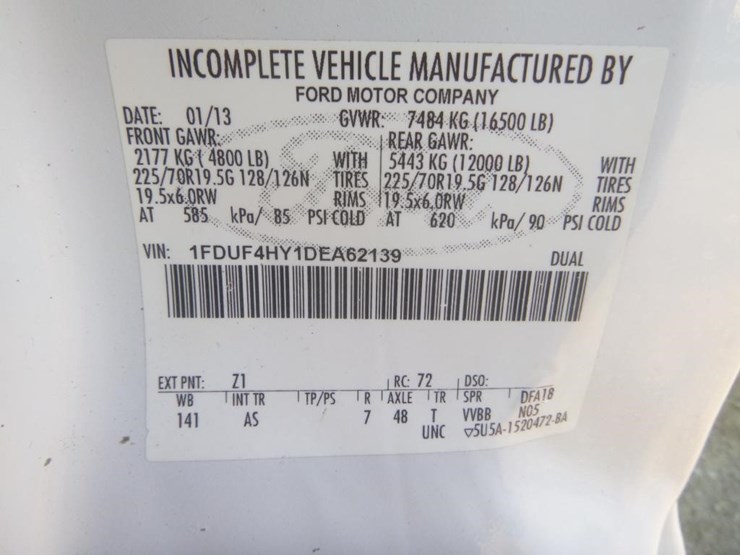 INCOMPLETE VEHICLE MANUFACTURED BY
FORD MOTOR COMPANY
DATE: 01/13 GVWR: 7484 KG (16500 LB)
FRONT GAWR: REAR GAWR:
2177 KG ( 4800 LB) WITH 5443 KG (12000 LB) WITH
225/70R19.5G 128/126N TIRES 225/70R19.5G 128/126N TIRES
19.5x6.0RW RIMS 19.5x6.0RW RIMS
AT 585 kPa/ 85 PSI COLD AT 620 kPa/ 90 PSI COLD
VIN: 1FDUF4HY1DEA62139 DUAL
EXT PNT: Z1 RC: 72 DSO:
WB INT TR TP/PS R AXLE TR SPR DFA18
141 AS 7 48 T VVBB N05
UNC ▽5U5A-1520472-BA